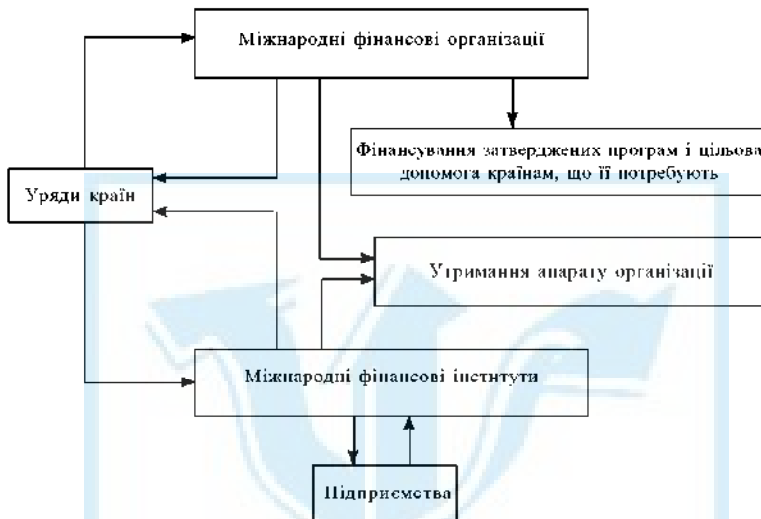 Міжнародні фінансові організації
Фінансування затверджених програм і цільова
допомога країнам, що її потребують
Уряди країн
Утримання апарату організації
Міжнародні фінансові інститути
Підприємства